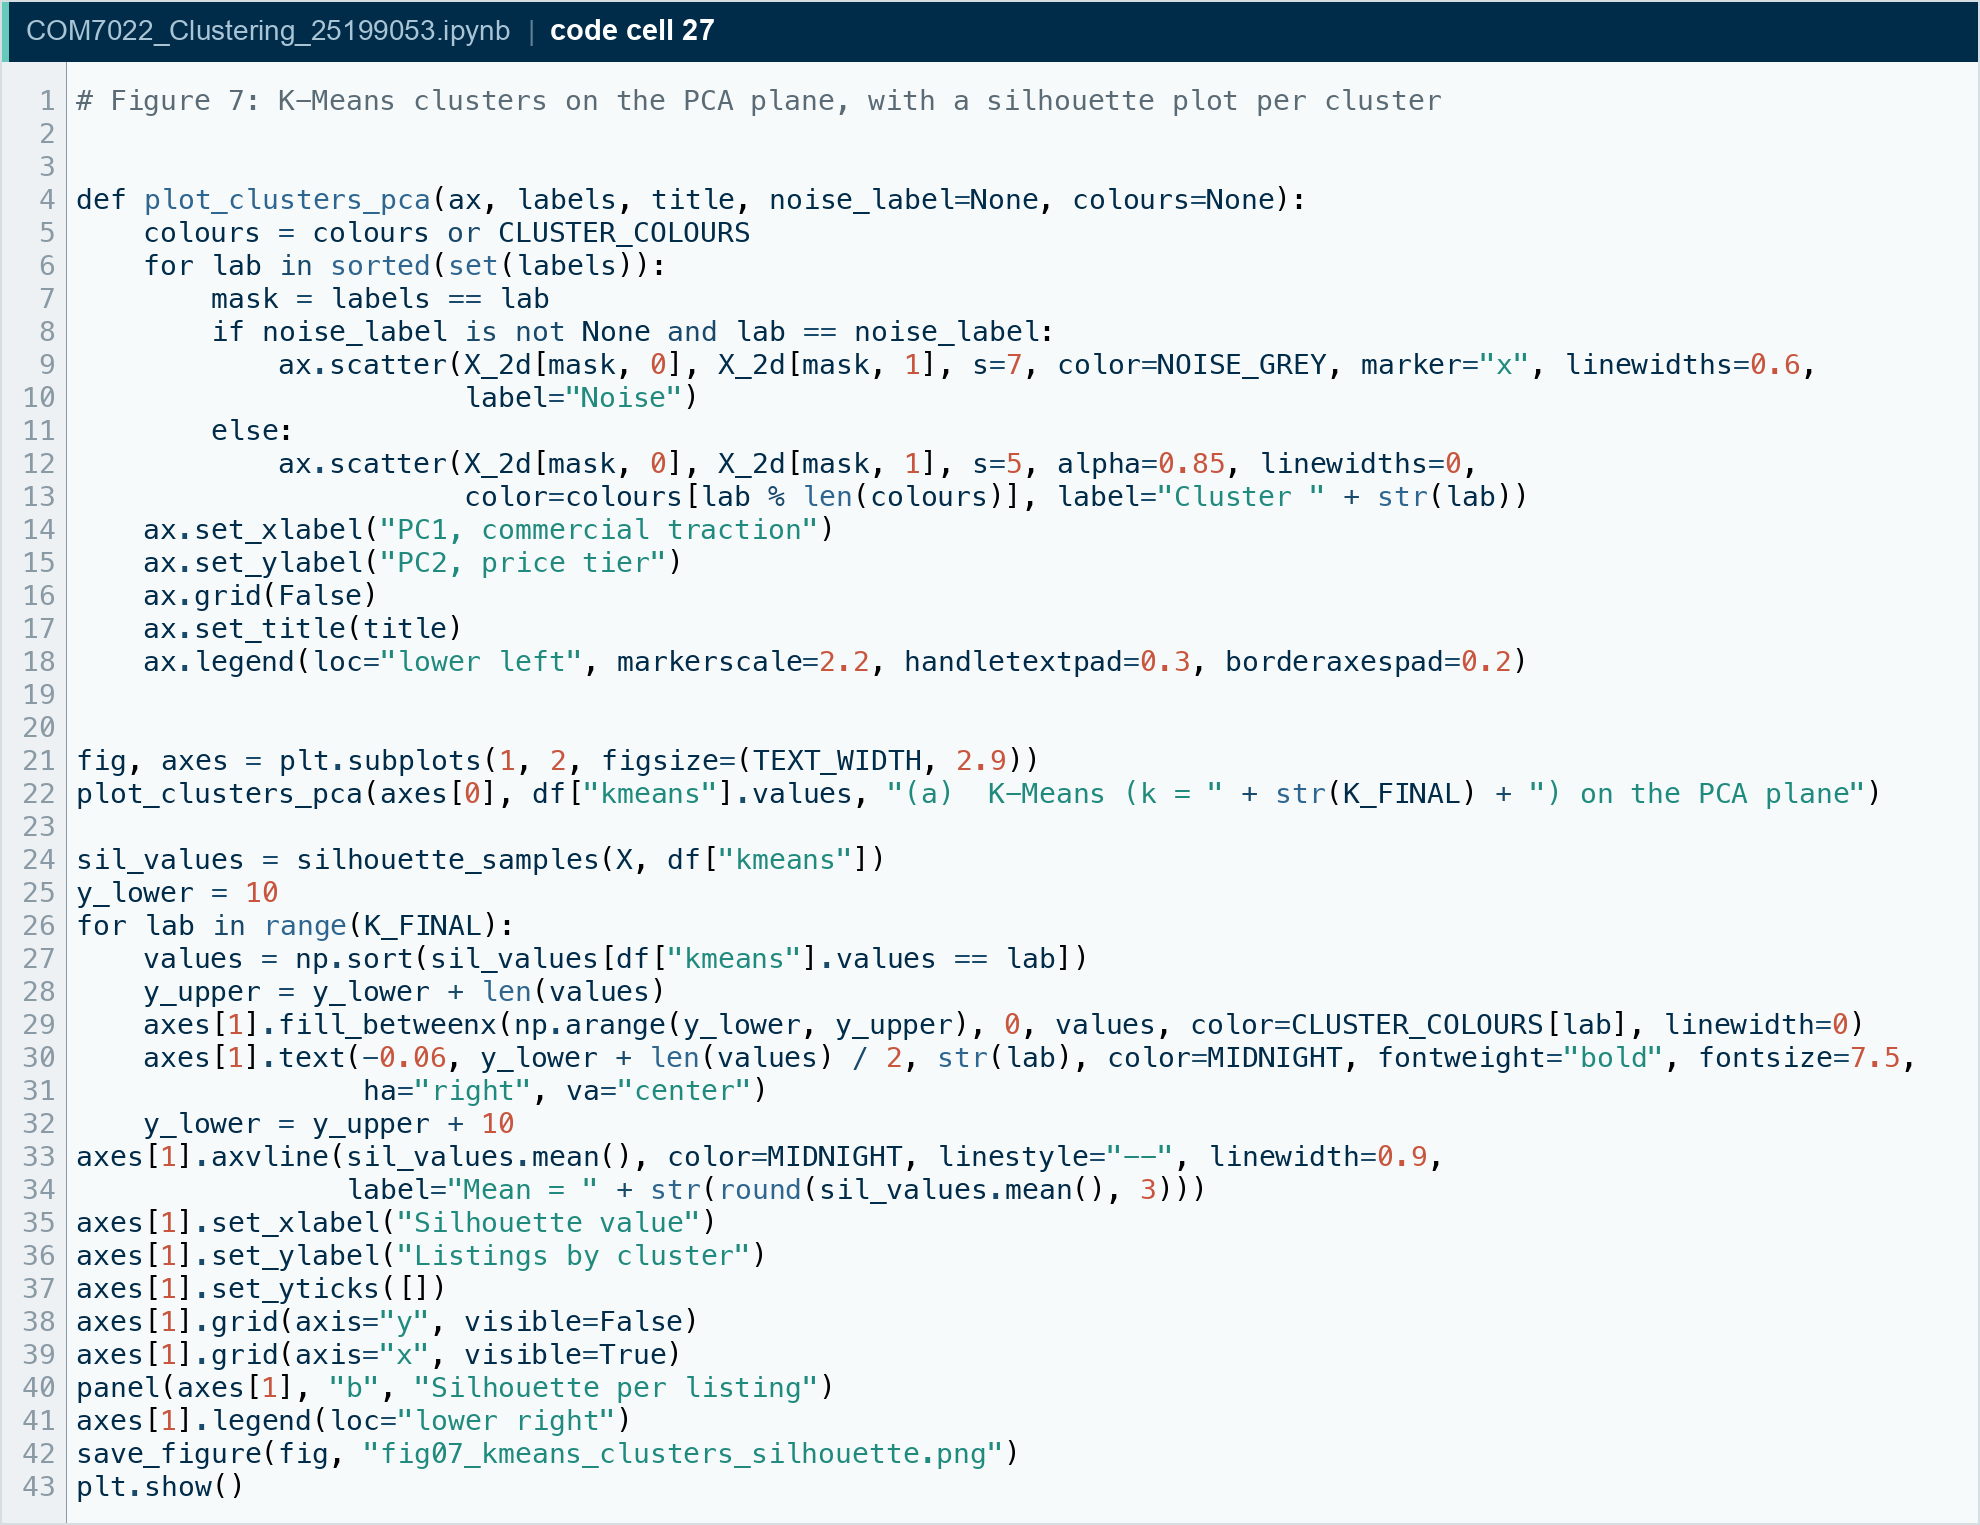 COM7022_Clustering_25199053.ipynb | code cell 27
1 # Figure 7: K-Means clusters on the PCA plane, with a silhouette plot per cluster
2
3
4 def plot_clusters_pca(ax, labels, title, noise_label=None, colours=None):
5     colours = colours or CLUSTER_COLOURS
6     for lab in sorted(set(labels)):
7         mask = labels == lab
8         if noise_label is not None and lab == noise_label:
9             ax.scatter(X_2d[mask, 0], X_2d[mask, 1], s=7, color=NOISE_GREY, marker="x", linewidths=0.6,
10                        label="Noise")
11         else:
12             ax.scatter(X_2d[mask, 0], X_2d[mask, 1], s=5, alpha=0.85, linewidths=0,
13                        color=colours[lab % len(colours)], label="Cluster " + str(lab))
14     ax.set_xlabel("PC1, commercial traction")
15     ax.set_ylabel("PC2, price tier")
16     ax.grid(False)
17     ax.set_title(title)
18     ax.legend(loc="lower left", markerscale=2.2, handletextpad=0.3, borderaxespad=0.2)
19
20
21 fig, axes = plt.subplots(1, 2, figsize=(TEXT_WIDTH, 2.9))
22 plot_clusters_pca(axes[0], df["kmeans"].values, "(a)  K-Means (k = " + str(K_FINAL) + ") on the PCA plane")
23
24 sil_values = silhouette_samples(X, df["kmeans"])
25 y_lower = 10
26 for lab in range(K_FINAL):
27     values = np.sort(sil_values[df["kmeans"].values == lab])
28     y_upper = y_lower + len(values)
29     axes[1].fill_betweenx(np.arange(y_lower, y_upper), 0, values, color=CLUSTER_COLOURS[lab], linewidth=0)
30     axes[1].text(-0.06, y_lower + len(values) / 2, str(lab), color=MIDNIGHT, fontweight="bold", fontsize=7.5,
31                  ha="right", va="center")
32     y_lower = y_upper + 10
33 axes[1].axvline(sil_values.mean(), color=MIDNIGHT, linestyle="--", linewidth=0.9,
34                 label="Mean = " + str(round(sil_values.mean(), 3)))
35 axes[1].set_xlabel("Silhouette value")
36 axes[1].set_ylabel("Listings by cluster")
37 axes[1].set_yticks([])
38 axes[1].grid(axis="y", visible=False)
39 axes[1].grid(axis="x", visible=True)
40 panel(axes[1], "b", "Silhouette per listing")
41 axes[1].legend(loc="lower right")
42 save_figure(fig, "fig07_kmeans_clusters_silhouette.png")
43 plt.show()